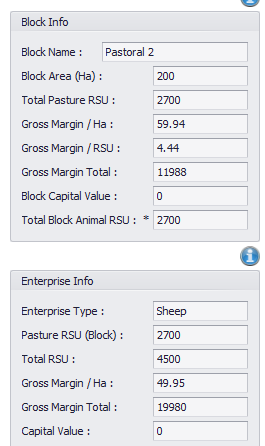 Block Info
Block Name : Pastoral 2
Block Area (Ha) : 200
Total Pasture RSU : 2700
Gross Margin / Ha : 59.94
Gross Margin / RSU : 4.44
Gross Margin Total : 11988
Block Capital Value : 0
Total Block Animal RSU : * 2700
Enterprise Info
Enterprise Type : Sheep
Pasture RSU (Block) : 2700
Total RSU : 4500
Gross Margin / Ha : 49.95
Gross Margin Total : 19980
Capital Value : 0